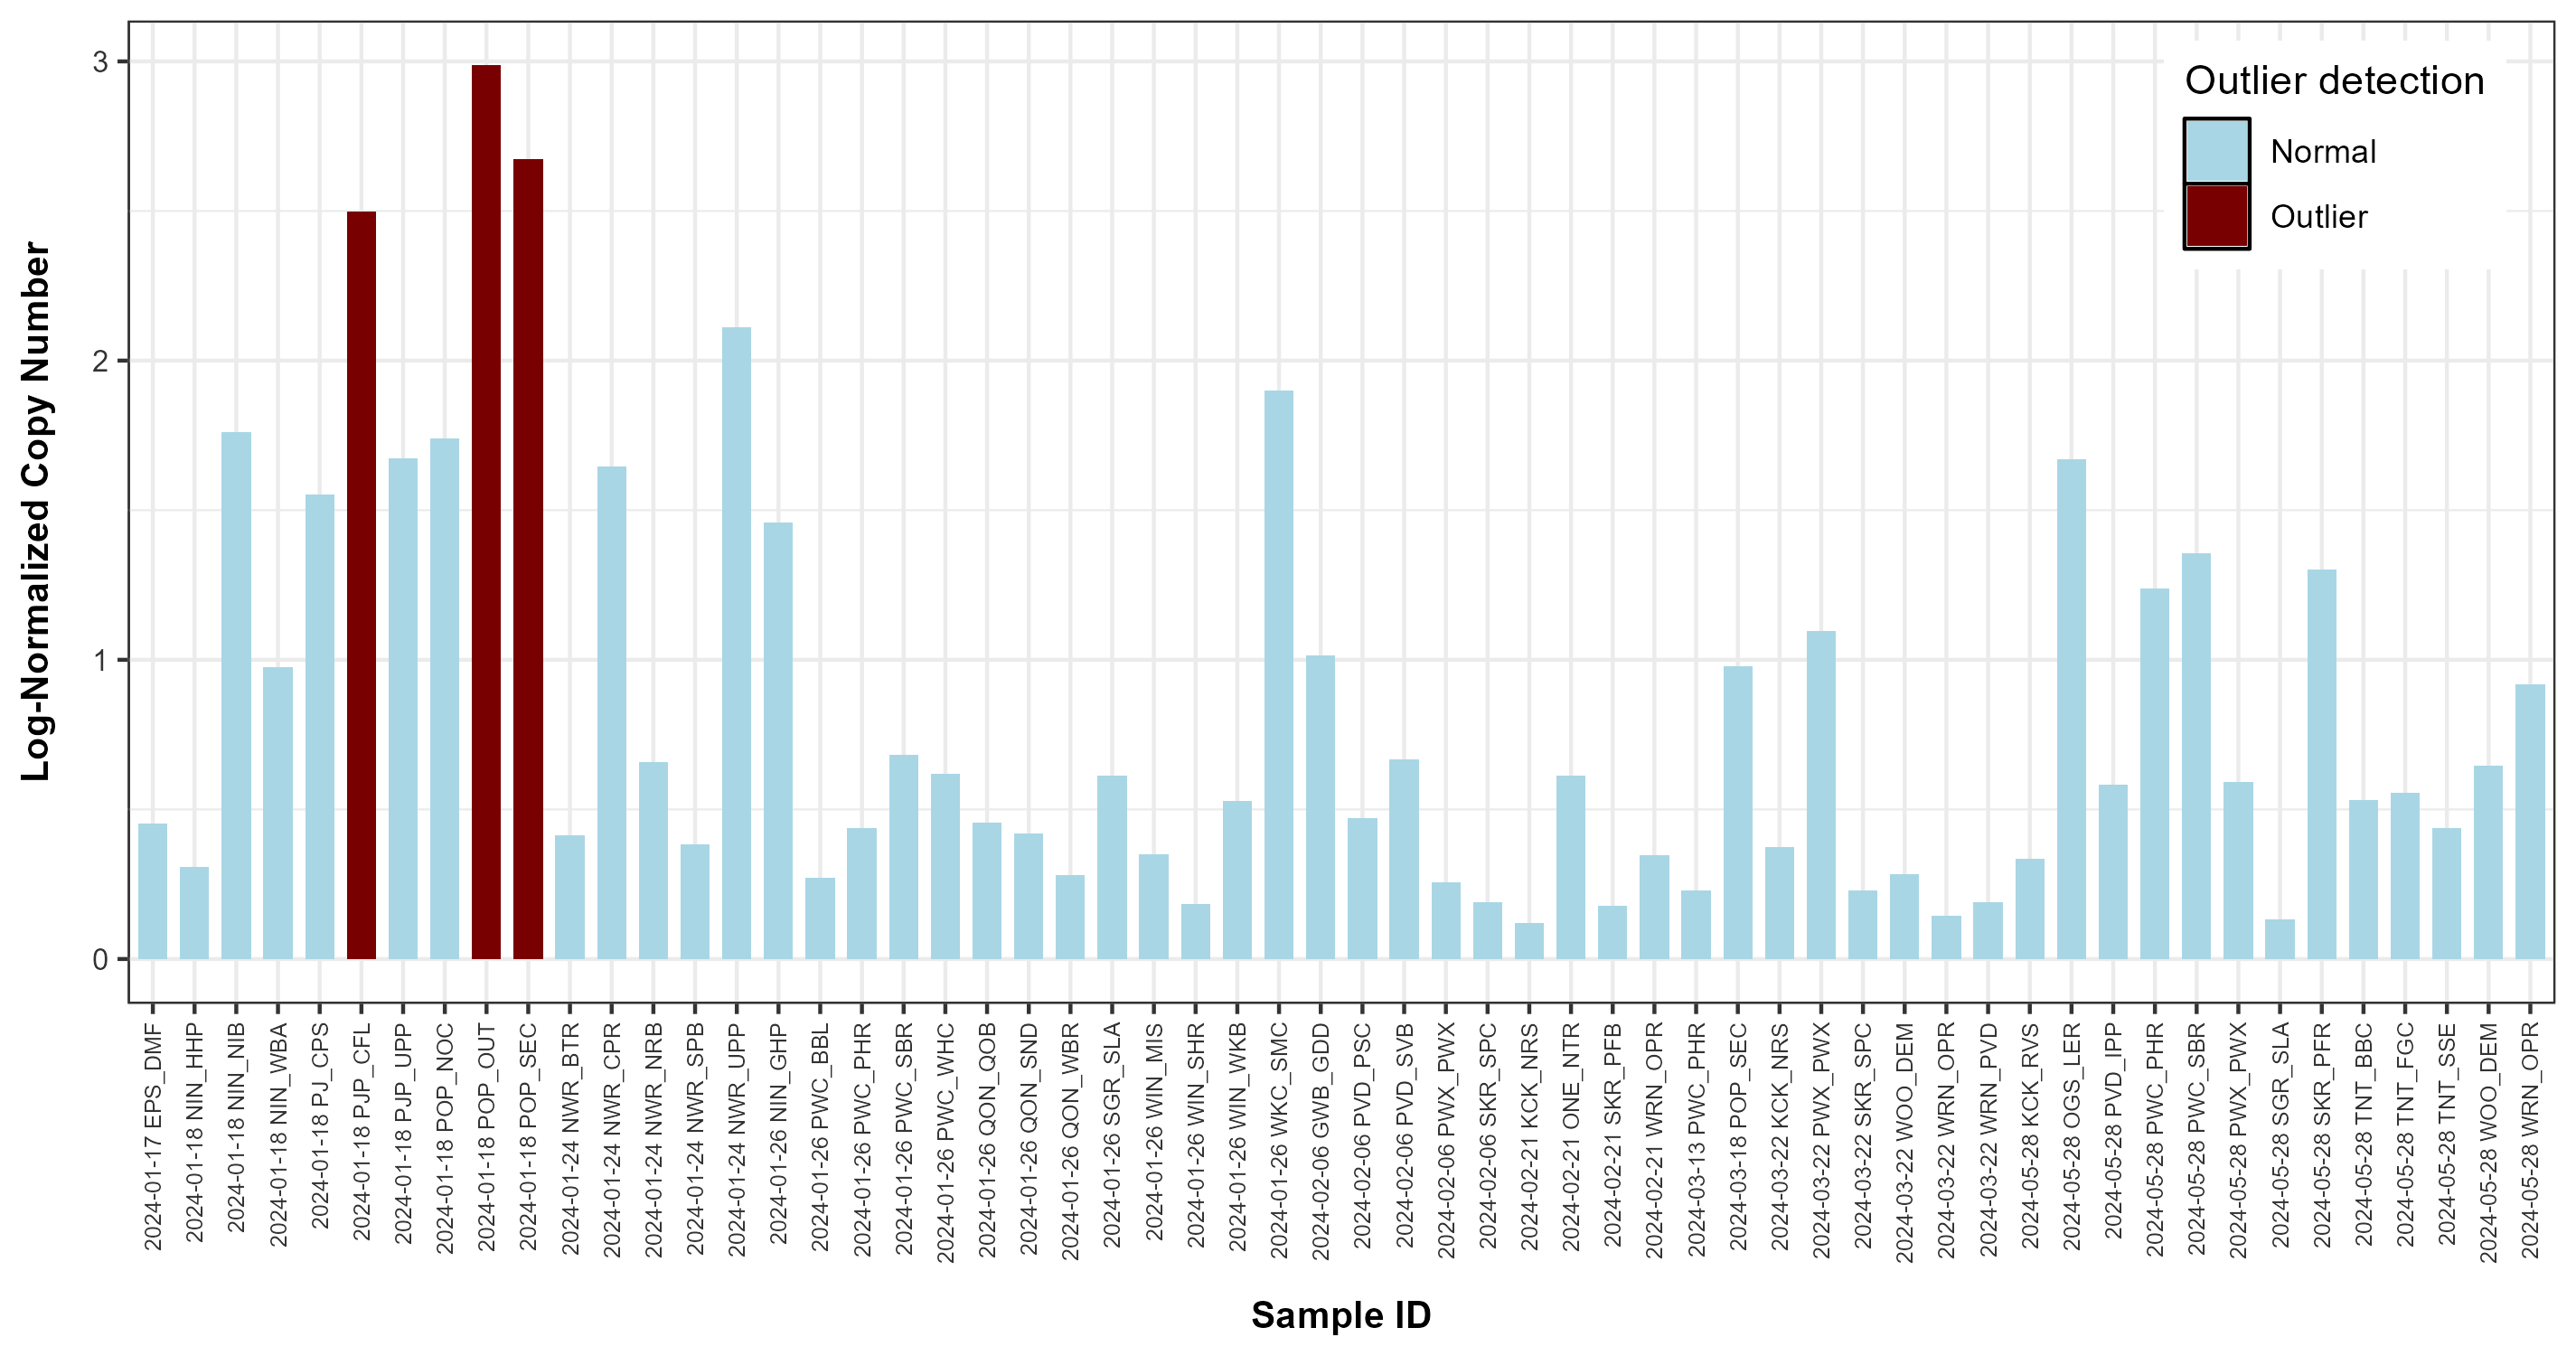 Outlier detection
Normal
Outlier
Log-Normalized Copy Number
3
2
1
0
2024-01-17 EPS_DMF
2024-01-18 NIN_HHP
2024-01-18 NIN_NIB
2024-01-18 NIN_WBA
2024-01-18 PJ_CPS
2024-01-18 PJP_CFL
2024-01-18 PJP_UPP
2024-01-18 POP_NOC
2024-01-18 POP_OUT
2024-01-18 POP_SEC
2024-01-24 NWR_BTR
2024-01-24 NWR_CPR
2024-01-24 NWR_NRB
2024-01-24 NWR_SPB
2024-01-24 NWR_UPP
2024-01-26 NIN_GHP
2024-01-26 PWC_BBL
2024-01-26 PWC_PHR
2024-01-26 PWC_SBR
2024-01-26 PWC_WHC
2024-01-26 QON_QOB
2024-01-26 QON_SND
2024-01-26 QON_WBR
2024-01-26 SGR_SLA
2024-01-26 WIN_MIS
2024-01-26 WIN_SHR
2024-01-26 WIN_WKB
2024-01-26 WKC_SMC
2024-02-06 GWB_GDD
2024-02-06 PVD_PSC
2024-02-06 PVD_SVB
2024-02-06 PWX_PWX
2024-02-06 SKR_SPC
2024-02-21 KCK_NRS
2024-02-21 ONE_NTR
2024-02-21 SKR_PFB
2024-02-21 WRN_OPR
2024-03-13 PWC_PHR
2024-03-18 POP_SEC
2024-03-22 KCK_NRS
2024-03-22 PWX_PWX
2024-03-22 SKR_SPC
2024-03-22 WOO_DEM
2024-03-22 WRN_OPR
2024-03-22 WRN_PVD
2024-05-28 KCK_RVS
2024-05-28 OGS_LER
2024-05-28 PVD_IPP
2024-05-28 PWC_PHR
2024-05-28 PWC_SBR
2024-05-28 PWX_PWX
2024-05-28 SGR_SLA
2024-05-28 SKR_PFR
2024-05-28 TNT_BBC
2024-05-28 TNT_FGC
2024-05-28 TNT_SSE
2024-05-28 WOO_DEM
2024-05-28 WRN_OPR
Sample ID